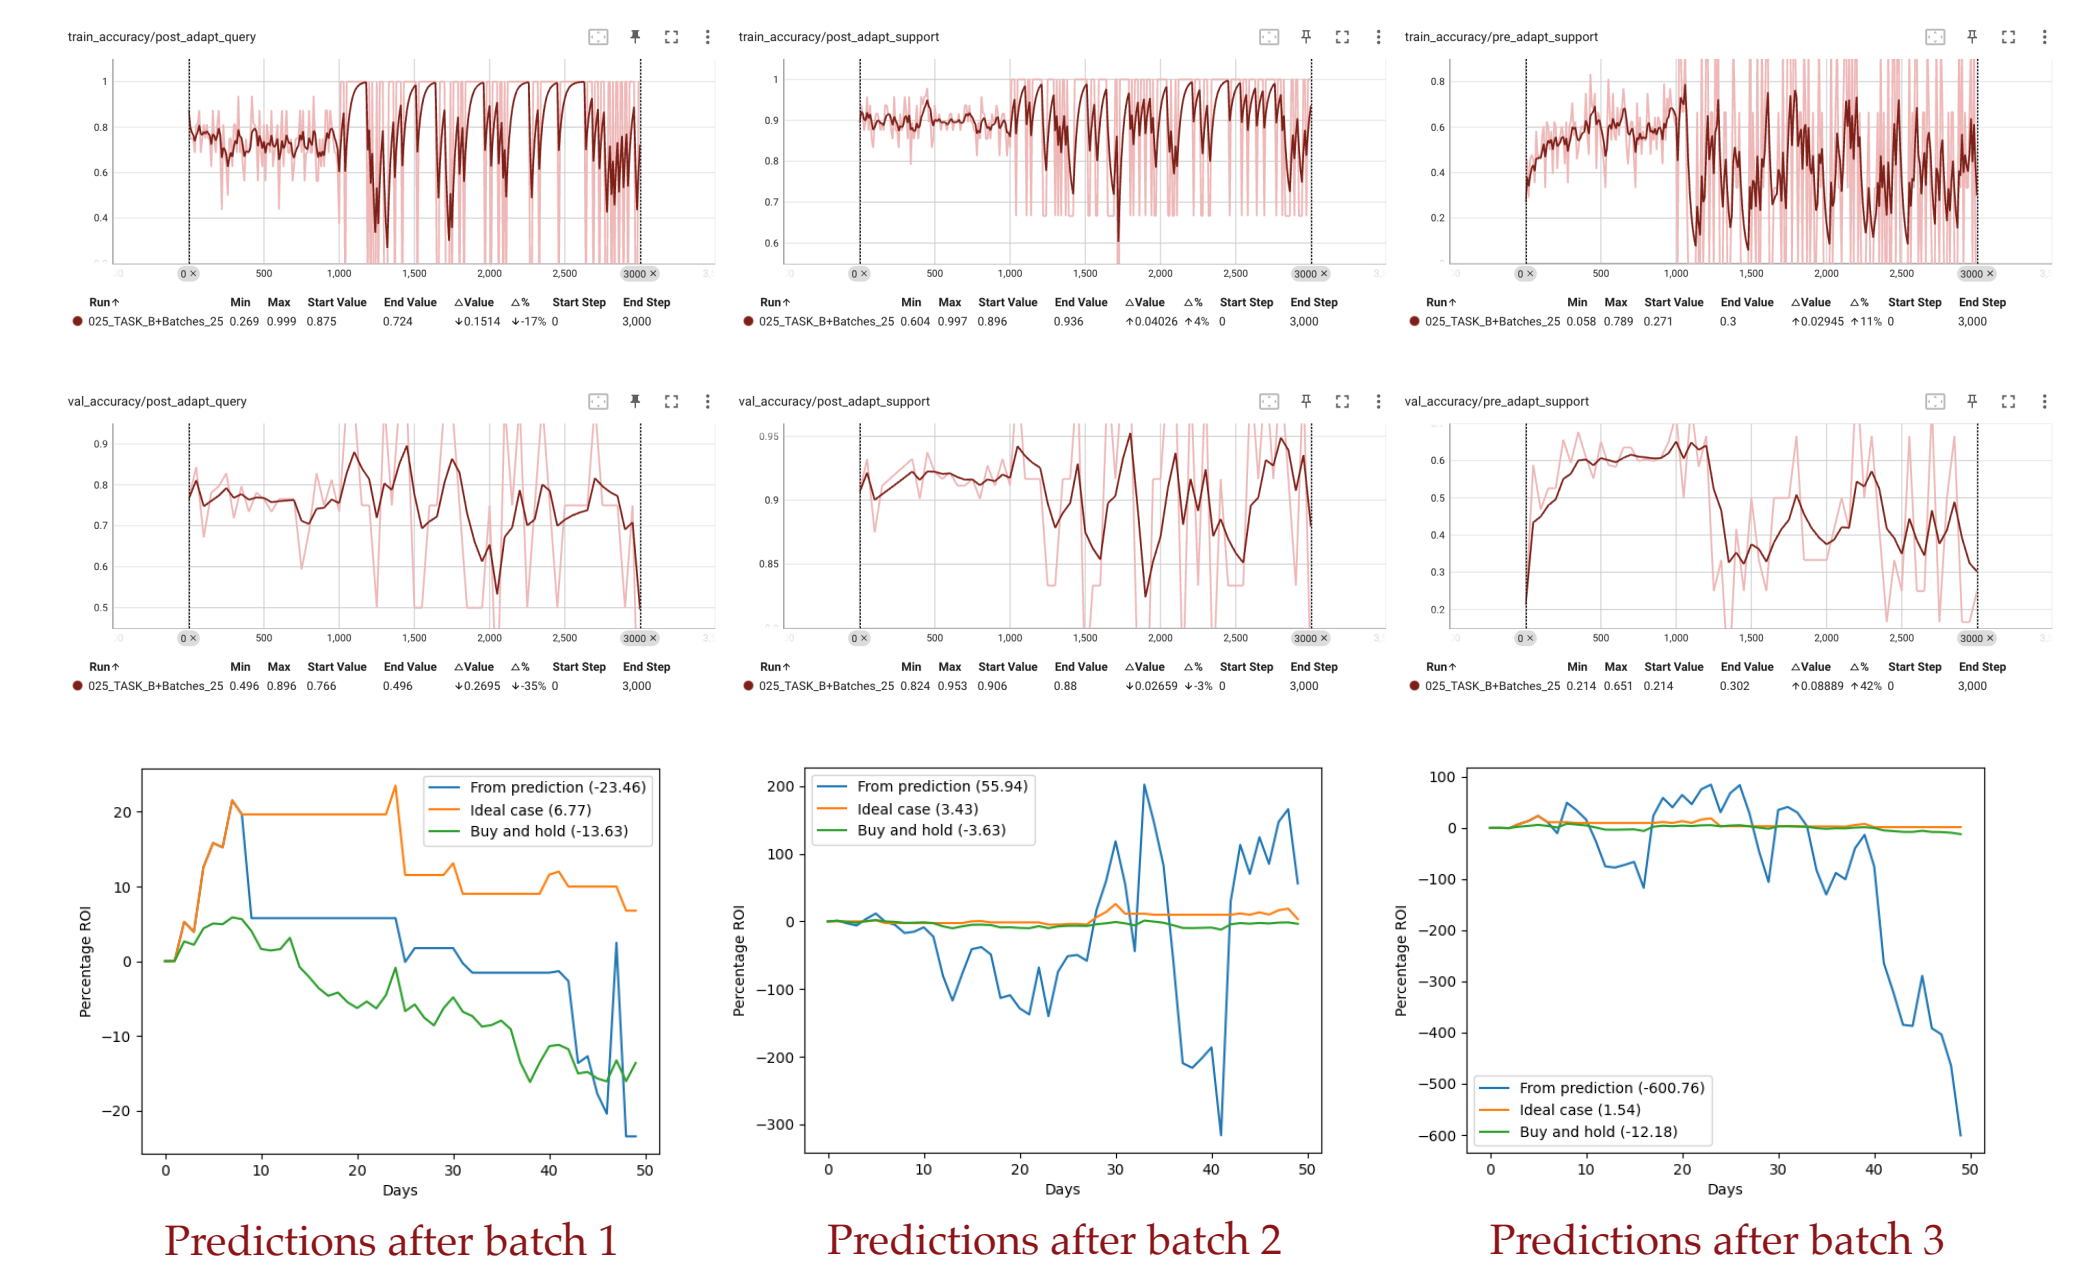 train_accuracy/post_adapt_query
1
0.8
0.6
0.4
0 × 500 1,000 1,500 2,000 2,500 3000 ×
Run↑ Min Max Start Value End Value △Value △% Start Step End Step
025_TASK_B+Batches_25 0.269 0.999 0.875 0.724 ↓0.1514 ↓-17% 0 3,000
train_accuracy/post_adapt_support
1
0.9
0.8
0.7
0.6
0 × 500 1,000 1,500 2,000 2,500 3000 ×
Run↑ Min Max Start Value End Value △Value △% Start Step End Step
025_TASK_B+Batches_25 0.604 0.997 0.896 0.936 ↑0.04026 ↑4% 0 3,000
train_accuracy/pre_adapt_support
0.8
0.6
0.4
0.2
0 × 500 1,000 1,500 2,000 2,500 3000 ×
Run↑ Min Max Start Value End Value △Value △% Start Step End Step
025_TASK_B+Batches_25 0.058 0.789 0.271 0.3 ↑0.02945 ↑11% 0 3,000
val_accuracy/post_adapt_query
0.9
0.8
0.7
0.6
0.5
0 × 500 1,000 1,500 2,000 2,500 3000 ×
Run↑ Min Max Start Value End Value △Value △% Start Step End Step
025_TASK_B+Batches_25 0.496 0.896 0.766 0.496 ↓0.2695 ↓-35% 0 3,000
val_accuracy/post_adapt_support
0.95
0.9
0.85
0 × 500 1,000 1,500 2,000 2,500 3000 ×
Run↑ Min Max Start Value End Value △Value △% Start Step End Step
025_TASK_B+Batches_25 0.824 0.953 0.906 0.88 ↓0.02659 ↓-3% 0 3,000
val_accuracy/pre_adapt_support
0.6
0.5
0.4
0.3
0.2
0 × 500 1,000 1,500 2,000 2,500 3000 ×
Run↑ Min Max Start Value End Value △Value △% Start Step End Step
025_TASK_B+Batches_25 0.214 0.651 0.214 0.302 ↑0.08889 ↑42% 0 3,000
From prediction (-23.46)
Ideal case (6.77)
Buy and hold (-13.63)
Percentage ROI
20
10
0
−10
−20
0 10 20 30 40 50
Days
Predictions after batch 1
From prediction (55.94)
Ideal case (3.43)
Buy and hold (-3.63)
Percentage ROI
200
100
0
−100
−200
−300
0 10 20 30 40 50
Days
Predictions after batch 2
Percentage ROI
100
0
−100
−200
−300
−400
−500
−600
From prediction (-600.76)
Ideal case (1.54)
Buy and hold (-12.18)
0 10 20 30 40 50
Days
Predictions after batch 3